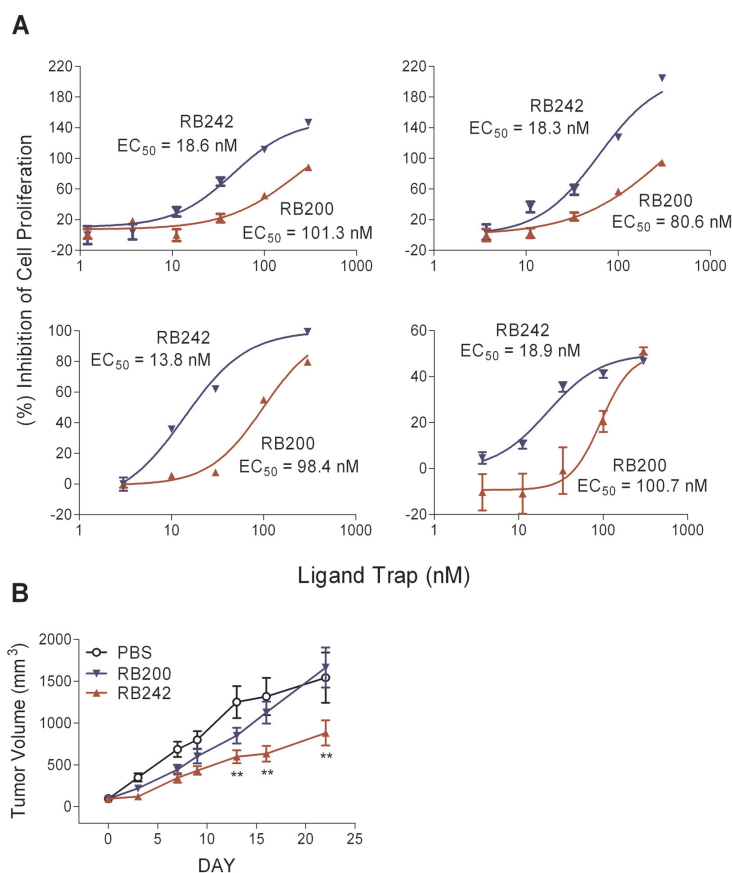 A
(%) Inhibition of Cell Proliferation
220
180
140
100
60
20
-20
RB242
EC50 = 18.6 nM
RB200
EC50 = 101.3 nM
1 10 100 1000
220
180
140
100
60
20
-20
RB242
EC50 = 18.3 nM
RB200
EC50 = 80.6 nM
1 10 100 1000
100
80
60
40
20
0
-20
RB242
EC50 = 13.8 nM
RB200
EC50 = 98.4 nM
1 10 100 1000
60
40
20
0
-20
RB242
EC50 = 18.9 nM
RB200
EC50 = 100.7 nM
1 10 100 1000
Ligand Trap (nM)
B
Tumor Volume (mm3)
2000
1500
1000
500
0
PBS
RB200
RB242
** ** **
0 5 10 15 20 25
DAY